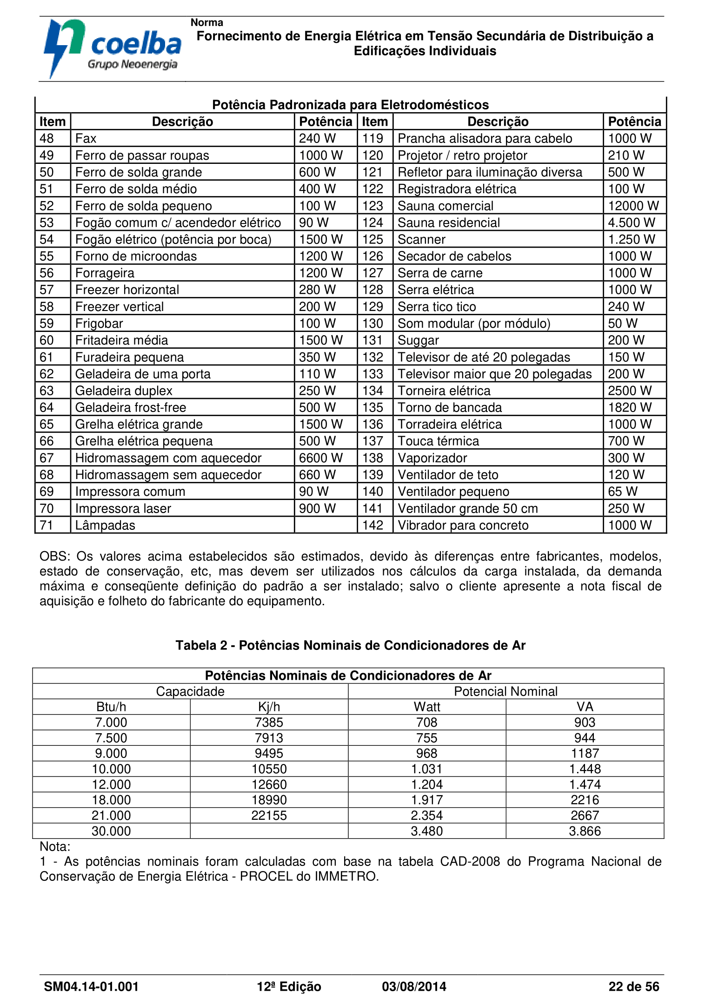 coelba
Grupo Neoenergia
Norma
Fornecimento de Energia Elétrica em Tensão Secundária de Distribuição a
Edificações Individuais
Potência Padronizada para Eletrodomésticos
Item Descrição Potência Item Descrição Potência
48 Fax 240 W 119 Prancha alisadora para cabelo 1000 W
49 Ferro de passar roupas 1000 W 120 Projetor / retro projetor 210 W
50 Ferro de solda grande 600 W 121 Refletor para iluminação diversa 500 W
51 Ferro de solda médio 400 W 122 Registradora elétrica 100 W
52 Ferro de solda pequeno 100 W 123 Sauna comercial 12000 W
53 Fogão comum c/ acendedor elétrico 90 W 124 Sauna residencial 4.500 W
54 Fogão elétrico (potência por boca) 1500 W 125 Scanner 1.250 W
55 Forno de microondas 1200 W 126 Secador de cabelos 1000 W
56 Forrageira 1200 W 127 Serra de carne 1000 W
57 Freezer horizontal 280 W 128 Serra elétrica 1000 W
58 Freezer vertical 200 W 129 Serra tico tico 240 W
59 Frigobar 100 W 130 Som modular (por módulo) 50 W
60 Fritadeira média 1500 W 131 Suggar 200 W
61 Furadeira pequena 350 W 132 Televisor de até 20 polegadas 150 W
62 Geladeira de uma porta 110 W 133 Televisor maior que 20 polegadas 200 W
63 Geladeira duplex 250 W 134 Torneira elétrica 2500 W
64 Geladeira frost-free 500 W 135 Torno de bancada 1820 W
65 Grelha elétrica grande 1500 W 136 Torradeira elétrica 1000 W
66 Grelha elétrica pequena 500 W 137 Touca térmica 700 W
67 Hidromassagem com aquecedor 6600 W 138 Vaporizador 300 W
68 Hidromassagem sem aquecedor 660 W 139 Ventilador de teto 120 W
69 Impressora comum 90 W 140 Ventilador pequeno 65 W
70 Impressora laser 900 W 141 Ventilador grande 50 cm 250 W
71 Lâmpadas 142 Vibrador para concreto 1000 W
OBS: Os valores acima estabelecidos são estimados, devido às diferenças entre fabricantes, modelos,
estado de conservação, etc, mas devem ser utilizados nos cálculos da carga instalada, da demanda
máxima e conseqüente definição do padrão a ser instalado; salvo o cliente apresente a nota fiscal de
aquisição e folheto do fabricante do equipamento.
Tabela 2 - Potências Nominais de Condicionadores de Ar
Potências Nominais de Condicionadores de Ar
Capacidade Potencial Nominal
Btu/h Kj/h Watt VA
7.000 7385 708 903
7.500 7913 755 944
9.000 9495 968 1187
10.000 10550 1.031 1.448
12.000 12660 1.204 1.474
18.000 18990 1.917 2216
21.000 22155 2.354 2667
30.000 3.480 3.866
Nota:
1 - As potências nominais foram calculadas com base na tabela CAD-2008 do Programa Nacional de
Conservação de Energia Elétrica - PROCEL do IMMETRO.
SM04.14-01.001 12ª Edição 03/08/2014 22 de 56